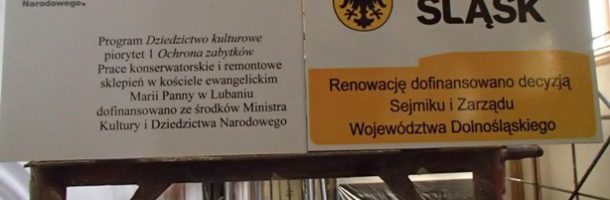 Narodowego.
Program Dziedzictwo kulturowe
piorytet 1 Ochrona zabytków
Prace konserwatorskie i remontowe
sklepień w kościele ewangelickim
Marii Panny w Lubaniu
dofinansowano ze środków Ministra
Kultury i Dziedzictwa Narodowego
ŚLĄSK
Renowację dofinansowano decyzją
Sejmiku i Zarządu
Województwa Dolnośląskiego